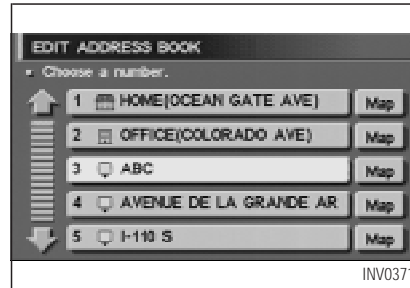 EDIT ADDRESS BOOK
Choose a number.
1 HOME(OCEAN GATE AVE) Map
2 OFFICE(COLORADO AVE) Map
3 ABC Map
4 AVENUE DE LA GRANDE AR Map
5 I-110 S Map
INV0371